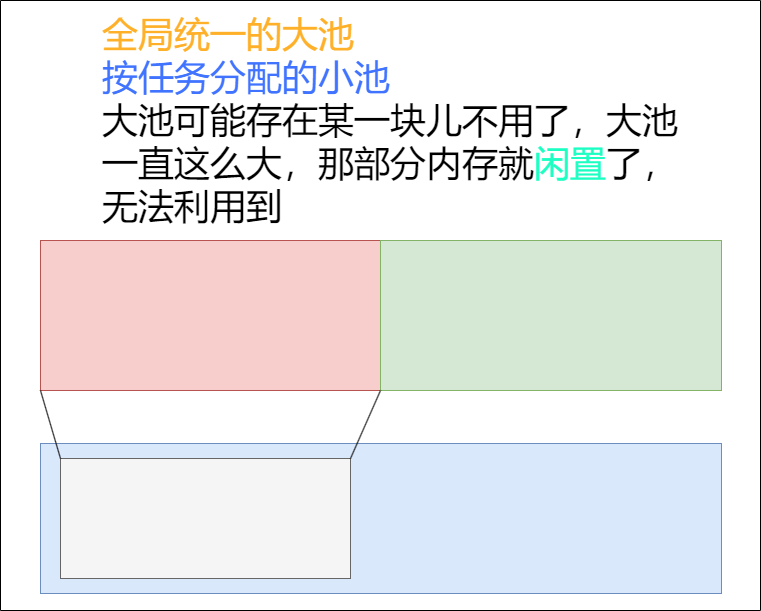 全局统一的大池
按任务分配的小池
大池可能存在某一块儿不用了，大池
一直这么大，那部分内存就闲置了，
无法利用到